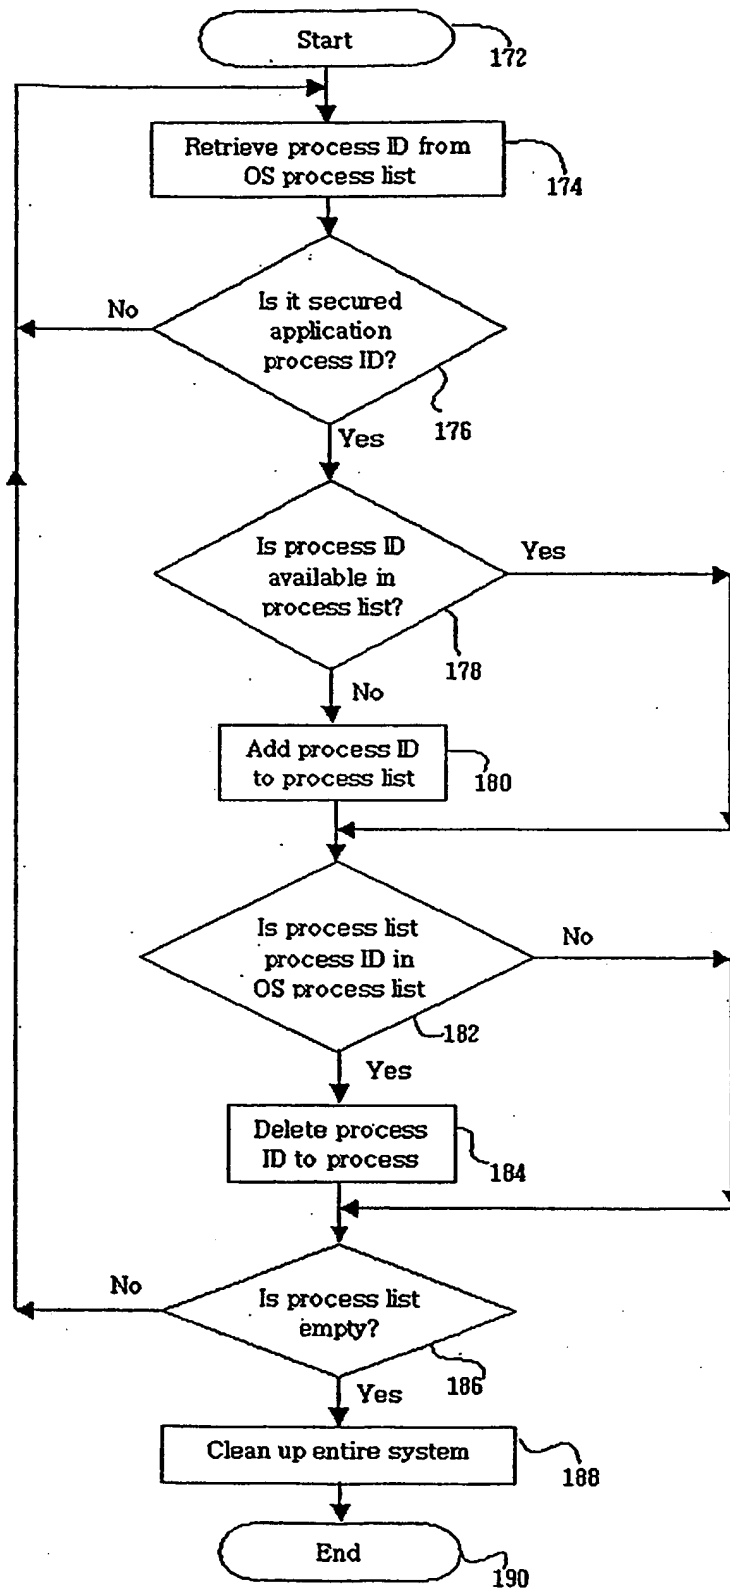 Start
172
Retrieve process ID from
OS process list
174
Is it secured
application
process ID?
No
176
Yes
Is process ID
available in
process list?
Yes
178
No
Add process ID
to process list
180
Is process list
process ID in
OS process list
No
182
Yes
Delete process
ID to process
184
No
Is process list
empty?
186
Yes
Clean up entire system
188
End
190